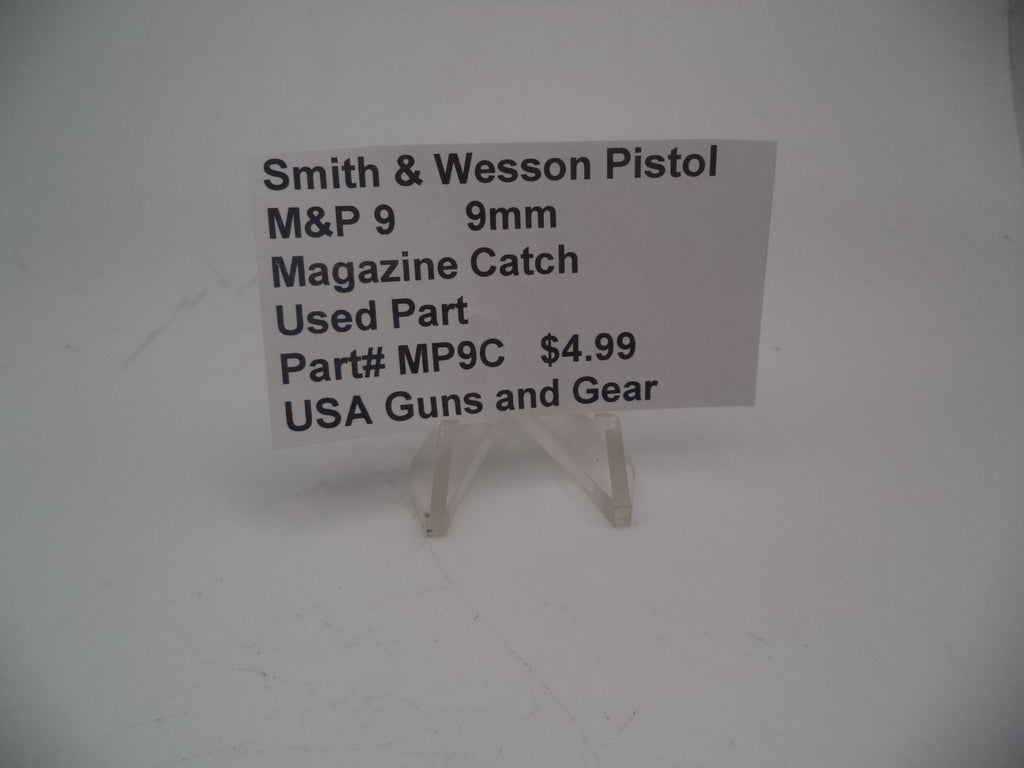 Smith & Wesson Pistol
M&P 9 9mm
Magazine Catch
Used Part
Part# MP9C $4.99
USA Guns and Gear